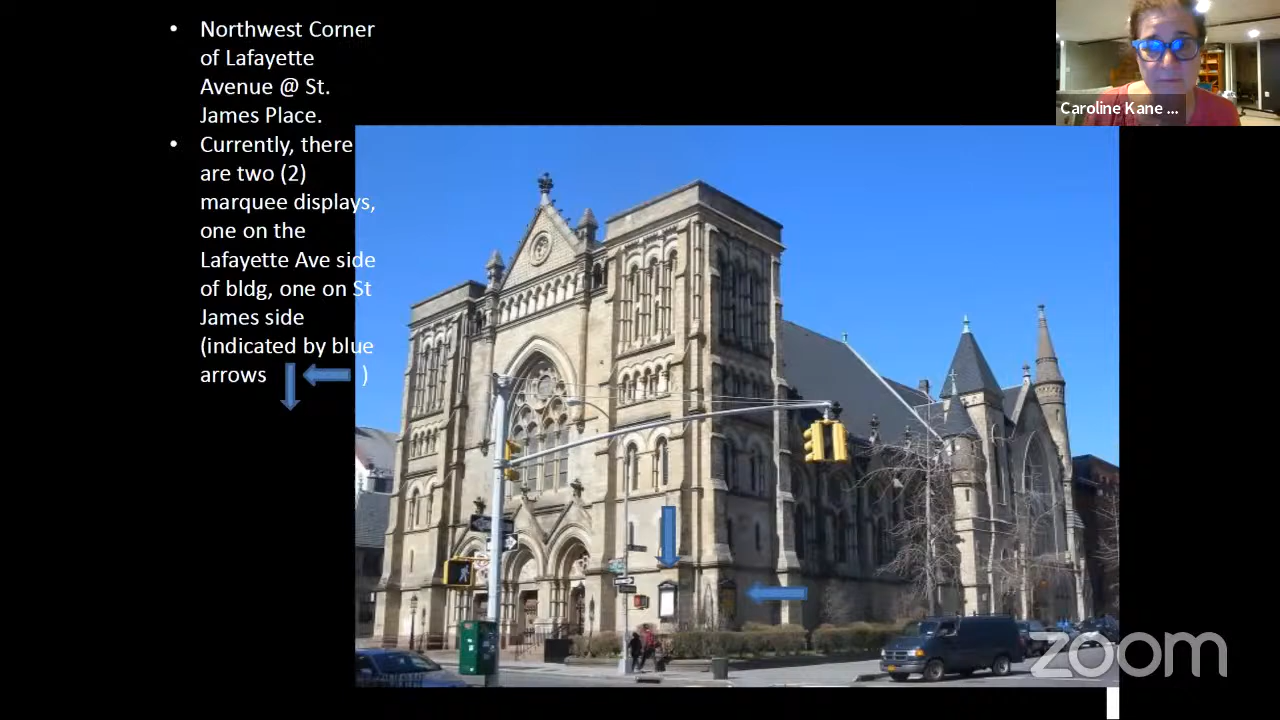 • Northwest Corner
of Lafayette
Avenue @ St.
James Place.
• Currently, there
are two (2)
marquee displays,
one on the
Lafayette Ave side
of bldg, one on St
James side
(indicated by blue
arrows )
Caroline Kane ...
zoom